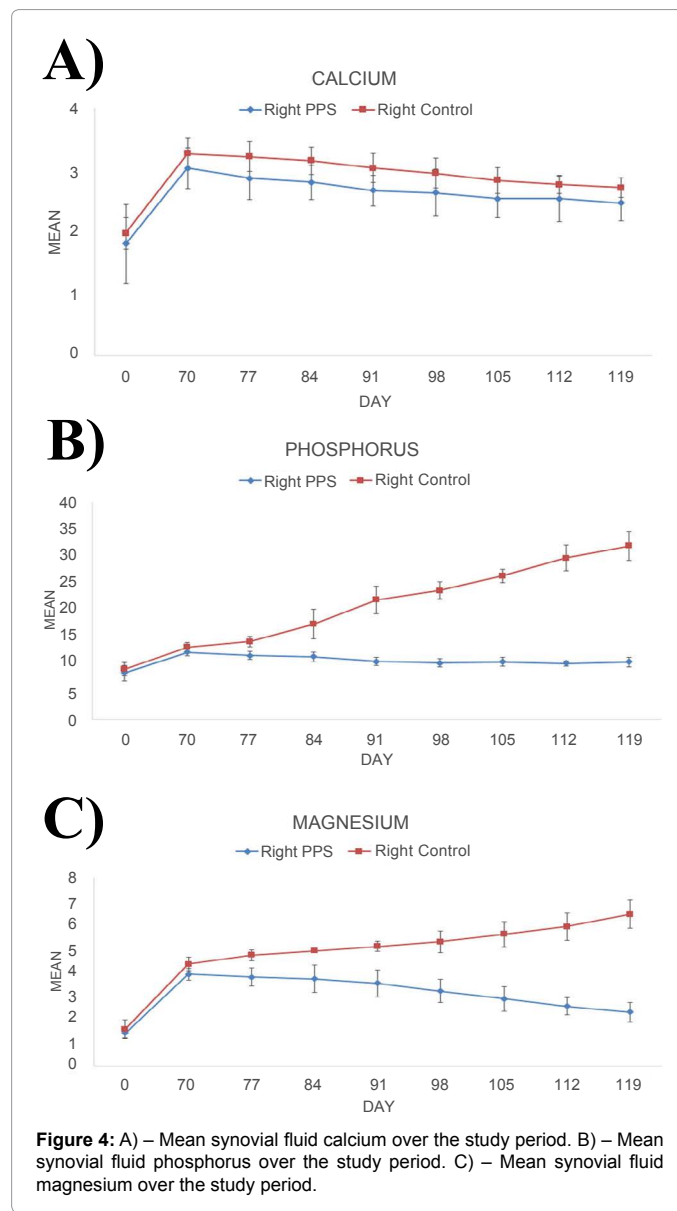 A)
CALCIUM
Right PPS Right Control
4
3
2
1
0
MEAN
0 70 77 84 91 98 105 112 119
DAY
B)
PHOSPHORUS
Right PPS Right Control
40
35
30
25
20
15
10
5
0
MEAN
0 70 77 84 91 98 105 112 119
DAY
C)
MAGNESIUM
Right PPS Right Control
8
7
6
5
4
3
2
1
0
MEAN
0 70 77 84 91 98 105 112 119
DAY
Figure 4: A) – Mean synovial fluid calcium over the study period. B) – Mean
synovial fluid phosphorus over the study period. C) – Mean synovial fluid
magnesium over the study period.